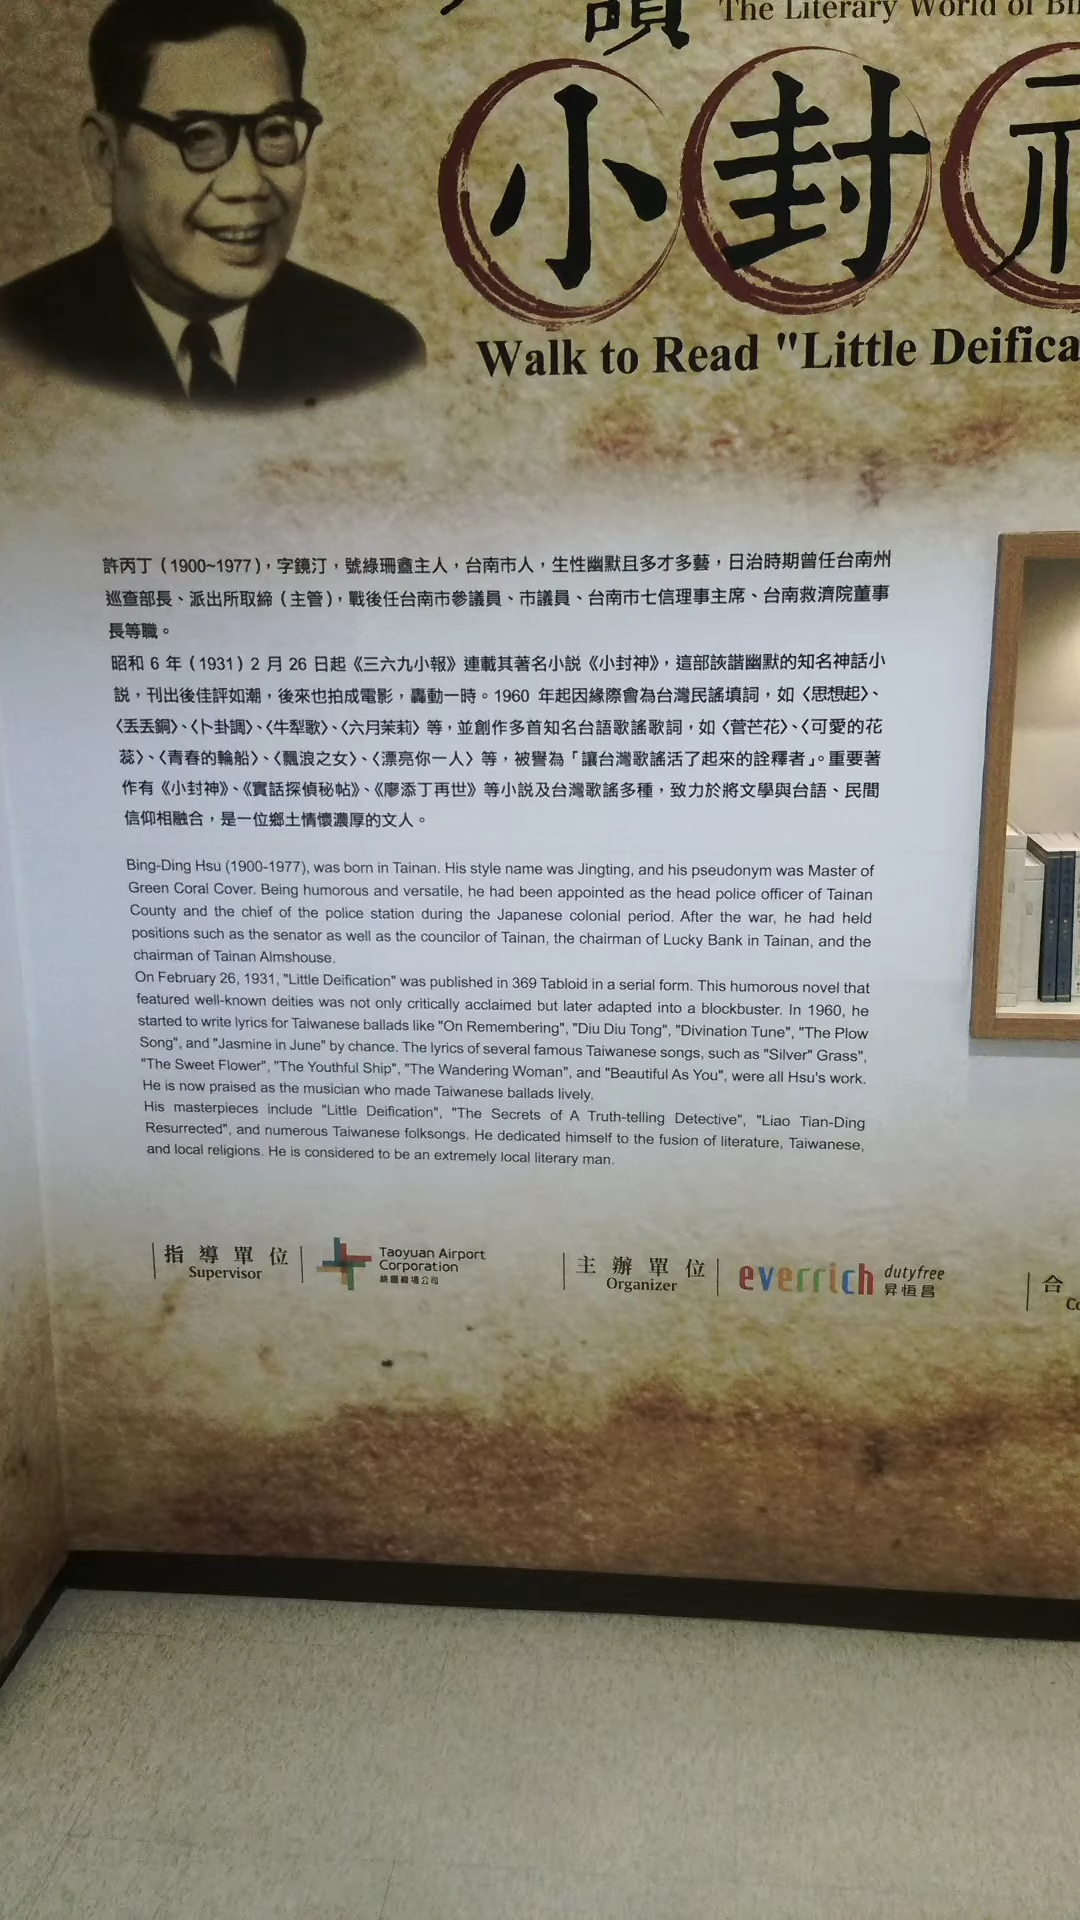 讀
The Literary World of
小封神
Walk to Read "Little Deifica
許丙丁（1900~1977），字鏡汀，號綠珊盦主人，台南市人，生性幽默且多才多藝，日治時期曾任台南州
巡查部長、派出所取締（主管），戰後任台南市參議員、市議員、台南市七信理事主席、台南救濟院董事
長等職。
昭和 6 年（1931）2 月 26 日起《三六九小報》連載其著名小說《小封神》，這部詼諧幽默的知名神話小
說，刊出後佳評如潮，後來也拍成電影，轟動一時。1960 年起因緣際會為台灣民謠填詞，如〈思想起〉、
〈丟丟銅〉、〈卜卦調〉、〈牛犁歌〉、〈六月茉莉〉等，並創作多首知名台語歌謠歌詞，如〈菅芒花〉、〈可愛的花
蕊〉、〈青春的輪船〉、〈飄浪之女〉、〈漂亮你一人〉等，被譽為「讓台灣歌謠活了起來的詮釋者」。重要著
作有《小封神》、《實話探偵秘帖》、《廖添丁再世》等小說及台灣歌謠多種，致力於將文學與台語、民間
信仰相融合，是一位鄉土情懷濃厚的文人。
Bing-Ding Hsu (1900-1977), was born in Tainan. His style name was Jingting, and his pseudonym was Master of
Green Coral Cover. Being humorous and versatile, he had been appointed as the head police officer of Tainan
County and the chief of the police station during the Japanese colonial period. After the war, he had held
positions such as the senator as well as the councilor of Tainan, the chairman of Lucky Bank in Tainan, and the
chairman of Tainan Almshouse.
On February 26, 1931, "Little Deification" was published in 369 Tabloid in a serial form. This humorous novel that
featured well-known deities was not only critically acclaimed but later adapted into a blockbuster. In 1960, he
started to write lyrics for Taiwanese ballads like "On Remembering", "Diu Diu Tong", "Divination Tune", "The Plow
Song", and "Jasmine in June" by chance. The lyrics of several famous Taiwanese songs, such as "Silver" Grass",
"The Sweet Flower", "The Youthful Ship", "The Wandering Woman", and "Beautiful As You", were all Hsu's work.
He is now praised as the musician who made Taiwanese ballads lively.
His masterpieces include "Little Deification", "The Secrets of A Truth-telling Detective", "Liao Tian-Ding
Resurrected", and numerous Taiwanese folksongs. He dedicated himself to the fusion of literature, Taiwanese,
and local religions. He is considered to be an extremely local literary man.
指導單位 Taoyuan Airport 主辦單位 everrich dutyfree 合
Supervisor Corporation Organizer 昇恆昌
桃園機場公司